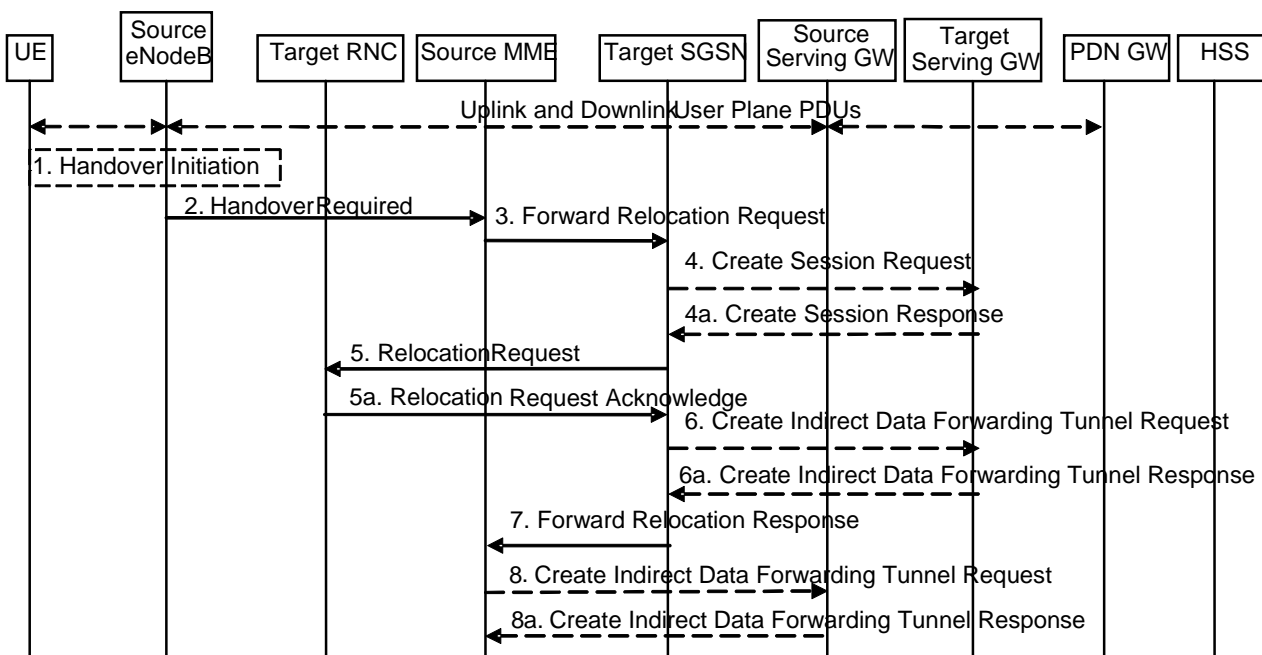 UE
Source
eNodeB
Target RNC
Source MME
Target SGSN
Source
Serving GW
Target
Serving GW
PDN GW
HSS
Uplink and Downlink User Plane PDUs
1. Handover Initiation
2. Handover Required
3. Forward Relocation Request
4. Create Session Request
4a. Create Session Response
5. Relocation Request
5a. Relocation Request Acknowledge
6. Create Indirect Data Forwarding Tunnel Request
6a. Create Indirect Data Forwarding Tunnel Response
7. Forward Relocation Response
8. Create Indirect Data Forwarding Tunnel Request
8a. Create Indirect Data Forwarding Tunnel Response